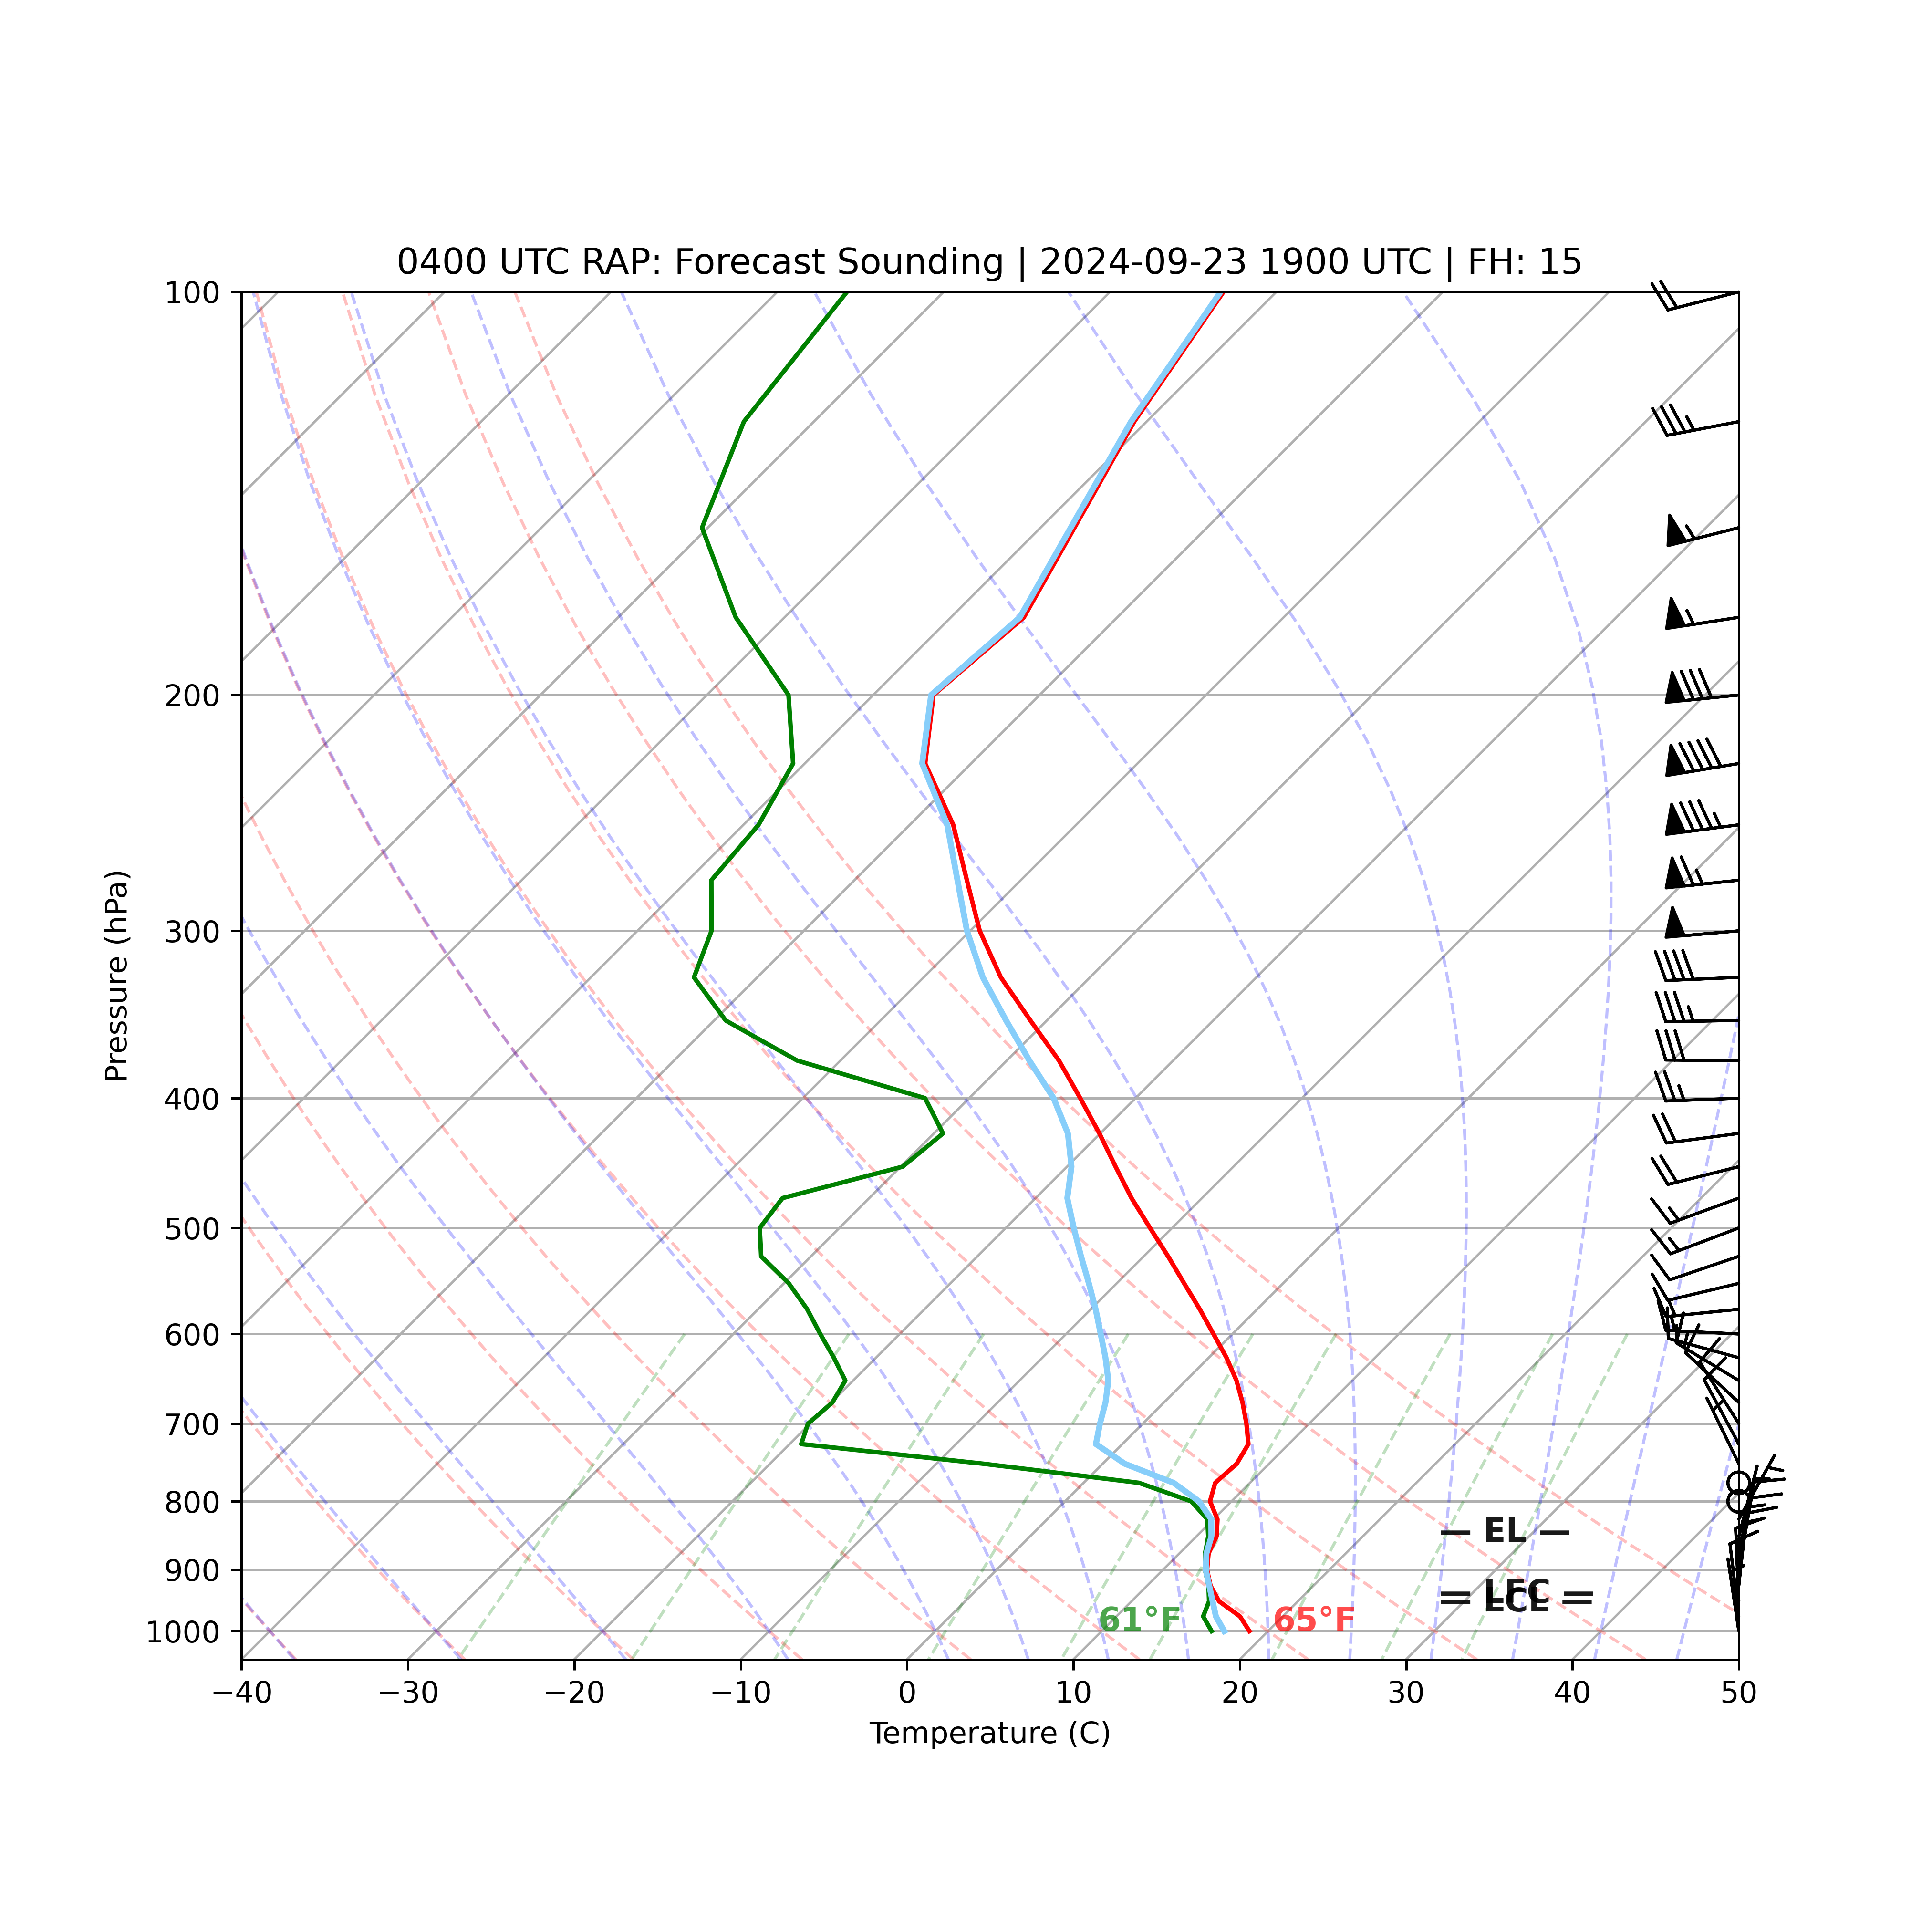 0400 UTC RAP: Forecast Sounding | 2024-09-23 1900 UTC | FH: 15
100
200
300
400
500
600
700
800
900
1000
Pressure (hPa)
— EL —
— LFC —
— LCL —
61°F 65°F
−40 −30 −20 −10 0 10 20 30 40 50
Temperature (C)